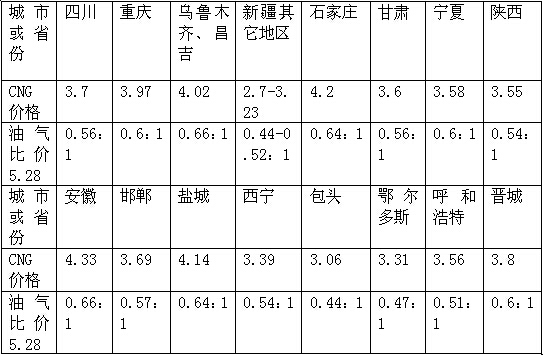 城市或省份 四川 重庆 乌鲁木齐、昌吉 新疆其它地区 石家庄 甘肃 宁夏 陕西
CNG价格 3.7 3.97 4.02 2.7-3.23 4.2 3.6 3.58 3.55
油气比价5.28 0.56：1 0.6：1 0.66：1 0.44-0.52：1 0.64：1 0.56：1 0.6：1 0.54：1
城市或省份 安徽 邯郸 盐城 西宁 包头 鄂尔多斯 呼和浩特 晋城
CNG价格 4.33 3.69 4.14 3.39 3.06 3.31 3.56 3.8
油气比价5.28 0.66：1 0.57：1 0.64：1 0.54：1 0.44：1 0.47：1 0.51：1 0.6：1